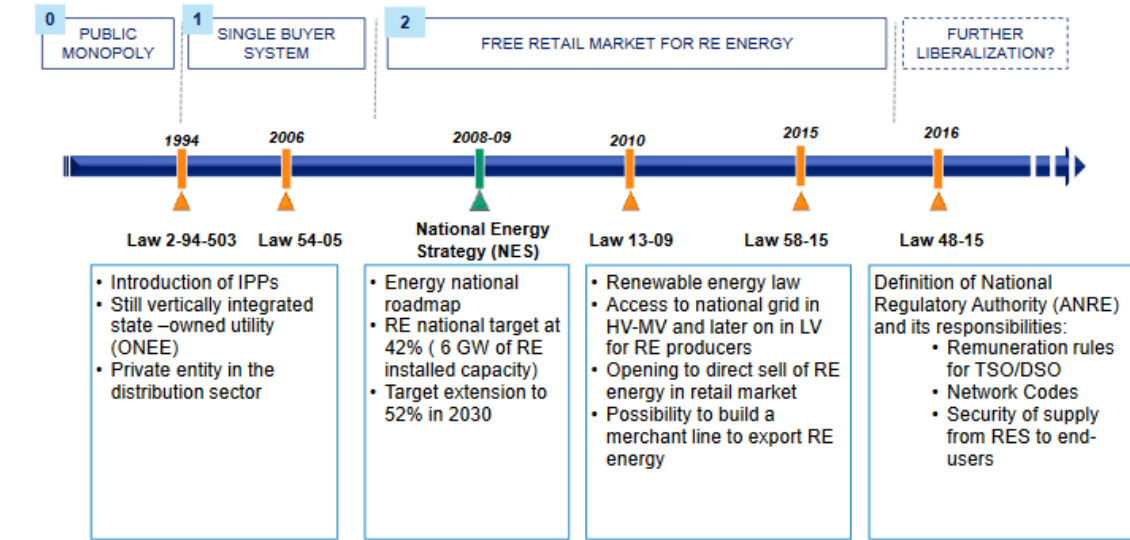 0
PUBLIC
MONOPOLY
1
SINGLE BUYER
SYSTEM
2
FREE RETAIL MARKET FOR RE ENERGY
FURTHER
LIBERALIZATION?
1994
2006
2008-09
2010
2015
2016
Law 2-94-503
Law 54-05
National Energy
Strategy (NES)
Law 13-09
Law 58-15
Law 48-15
• Introduction of IPPs
• Still vertically integrated
state –owned utility
(ONEE)
• Private entity in the
distribution sector
• Energy national
roadmap
• RE national target at
42% ( 6 GW of RE
installed capacity)
• Target extension to
52% in 2030
• Renewable energy law
• Access to national grid in
HV-MV and later on in LV
for RE producers
• Opening to direct sell of RE
energy in retail market
• Possibility to build a
merchant line to export RE
energy
Definition of National
Regulatory Authority (ANRE)
and its responsibilities:
• Remuneration rules
for TSO/DSO
• Network Codes
• Security of supply
from RES to end-
users